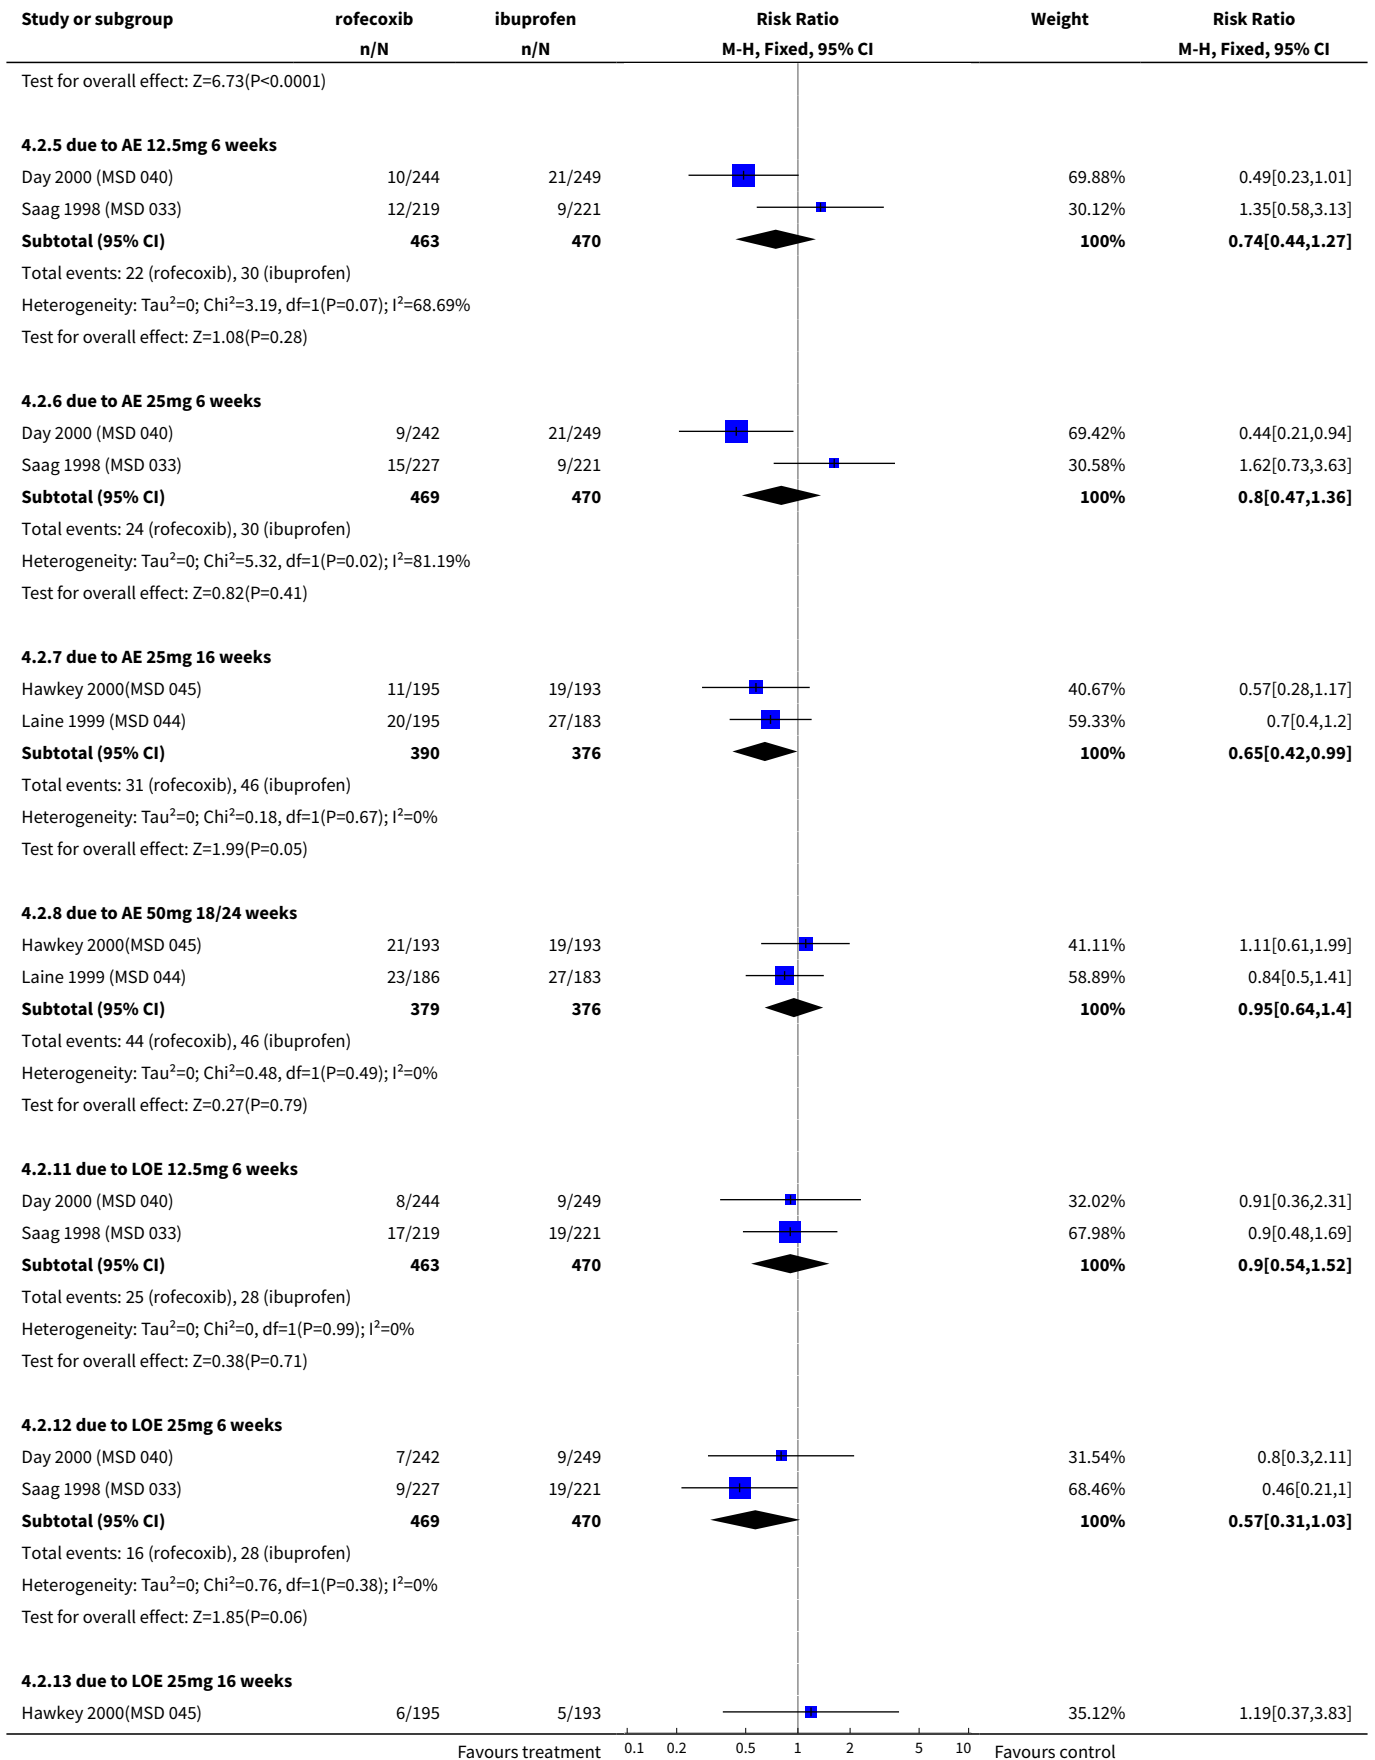 Study or subgroup rofecoxib ibuprofen Risk Ratio Weight Risk Ratio
n/N n/N M-H, Fixed, 95% CI M-H, Fixed, 95% CI
Test for overall effect: Z=6.73(P<0.0001)
4.2.5 due to AE 12.5mg 6 weeks
Day 2000 (MSD 040) 10/244 21/249 69.88% 0.49[0.23,1.01]
Saag 1998 (MSD 033) 12/219 9/221 30.12% 1.35[0.58,3.13]
Subtotal (95% CI) 463 470 100% 0.74[0.44,1.27]
Total events: 22 (rofecoxib), 30 (ibuprofen)
Heterogeneity: Tau²=0; Chi²=3.19, df=1(P=0.07); I²=68.69%
Test for overall effect: Z=1.08(P=0.28)
4.2.6 due to AE 25mg 6 weeks
Day 2000 (MSD 040) 9/242 21/249 69.42% 0.44[0.21,0.94]
Saag 1998 (MSD 033) 15/227 9/221 30.58% 1.62[0.73,3.63]
Subtotal (95% CI) 469 470 100% 0.8[0.47,1.36]
Total events: 24 (rofecoxib), 30 (ibuprofen)
Heterogeneity: Tau²=0; Chi²=5.32, df=1(P=0.02); I²=81.19%
Test for overall effect: Z=0.82(P=0.41)
4.2.7 due to AE 25mg 16 weeks
Hawkey 2000(MSD 045) 11/195 19/193 40.67% 0.57[0.28,1.17]
Laine 1999 (MSD 044) 20/195 27/183 59.33% 0.7[0.4,1.2]
Subtotal (95% CI) 390 376 100% 0.65[0.42,0.99]
Total events: 31 (rofecoxib), 46 (ibuprofen)
Heterogeneity: Tau²=0; Chi²=0.18, df=1(P=0.67); I²=0%
Test for overall effect: Z=1.99(P=0.05)
4.2.8 due to AE 50mg 18/24 weeks
Hawkey 2000(MSD 045) 21/193 19/193 41.11% 1.11[0.61,1.99]
Laine 1999 (MSD 044) 23/186 27/183 58.89% 0.84[0.5,1.41]
Subtotal (95% CI) 379 376 100% 0.95[0.64,1.4]
Total events: 44 (rofecoxib), 46 (ibuprofen)
Heterogeneity: Tau²=0; Chi²=0.48, df=1(P=0.49); I²=0%
Test for overall effect: Z=0.27(P=0.79)
4.2.11 due to LOE 12.5mg 6 weeks
Day 2000 (MSD 040) 8/244 9/249 32.02% 0.91[0.36,2.31]
Saag 1998 (MSD 033) 17/219 19/221 67.98% 0.9[0.48,1.69]
Subtotal (95% CI) 463 470 100% 0.9[0.54,1.52]
Total events: 25 (rofecoxib), 28 (ibuprofen)
Heterogeneity: Tau²=0; Chi²=0, df=1(P=0.99); I²=0%
Test for overall effect: Z=0.38(P=0.71)
4.2.12 due to LOE 25mg 6 weeks
Day 2000 (MSD 040) 7/242 9/249 31.54% 0.8[0.3,2.11]
Saag 1998 (MSD 033) 9/227 19/221 68.46% 0.46[0.21,1]
Subtotal (95% CI) 469 470 100% 0.57[0.31,1.03]
Total events: 16 (rofecoxib), 28 (ibuprofen)
Heterogeneity: Tau²=0; Chi²=0.76, df=1(P=0.38); I²=0%
Test for overall effect: Z=1.85(P=0.06)
4.2.13 due to LOE 25mg 16 weeks
Hawkey 2000(MSD 045) 6/195 5/193 35.12% 1.19[0.37,3.83]
Favours treatment 0.1 0.2 0.5 1 2 5 10 Favours control